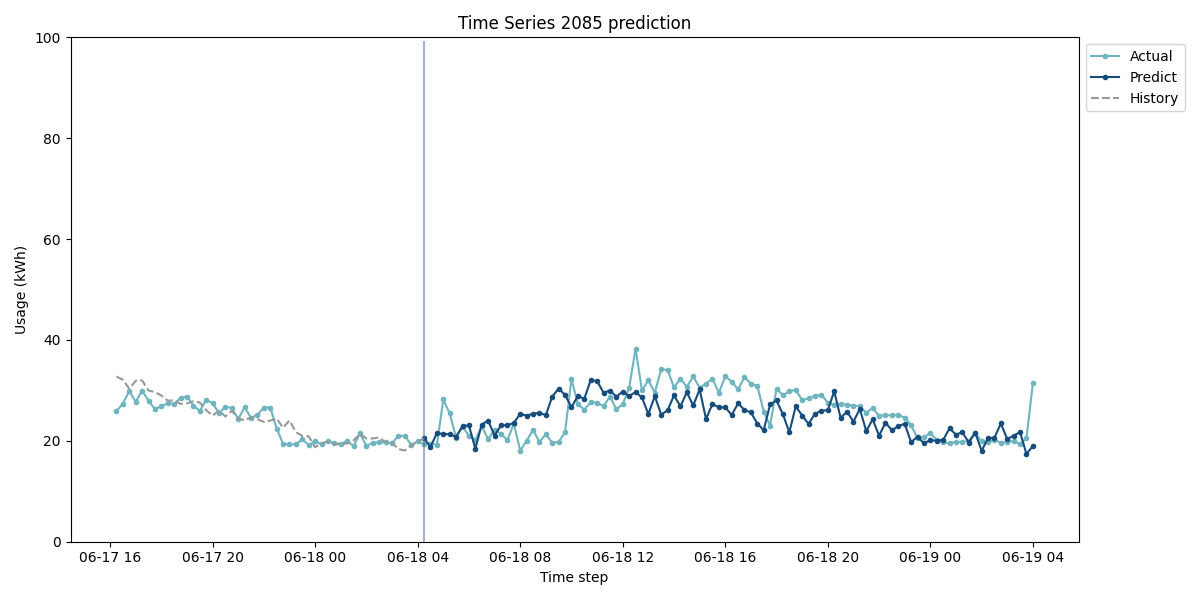 Time Series 2085 prediction
100
80
60
40
20
0
Usage (kWh)
06-17 16
06-17 20
06-18 00
06-18 04
06-18 08
06-18 12
06-18 16
06-18 20
06-19 00
06-19 04
Time step
Actual
Predict
History